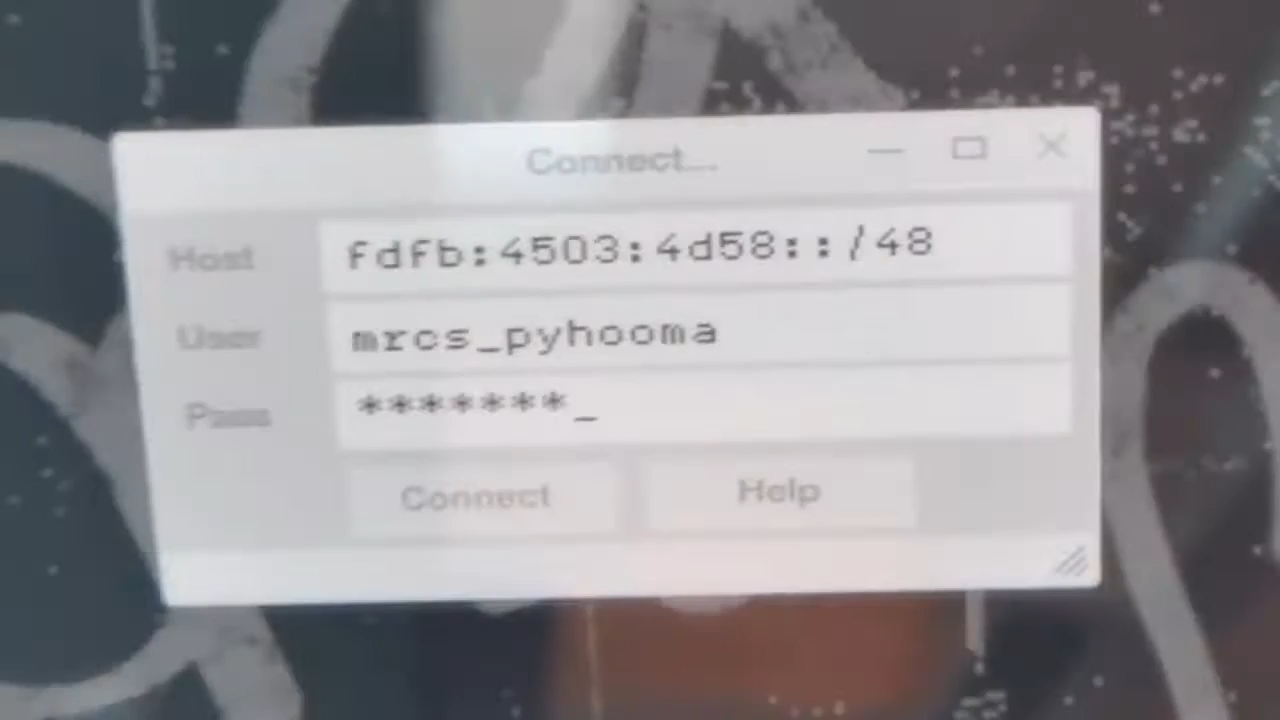 Connect...
Host fdfb:4503:4d58::/48
User mrcs_pyhooma
Pass *******_
Connect Help